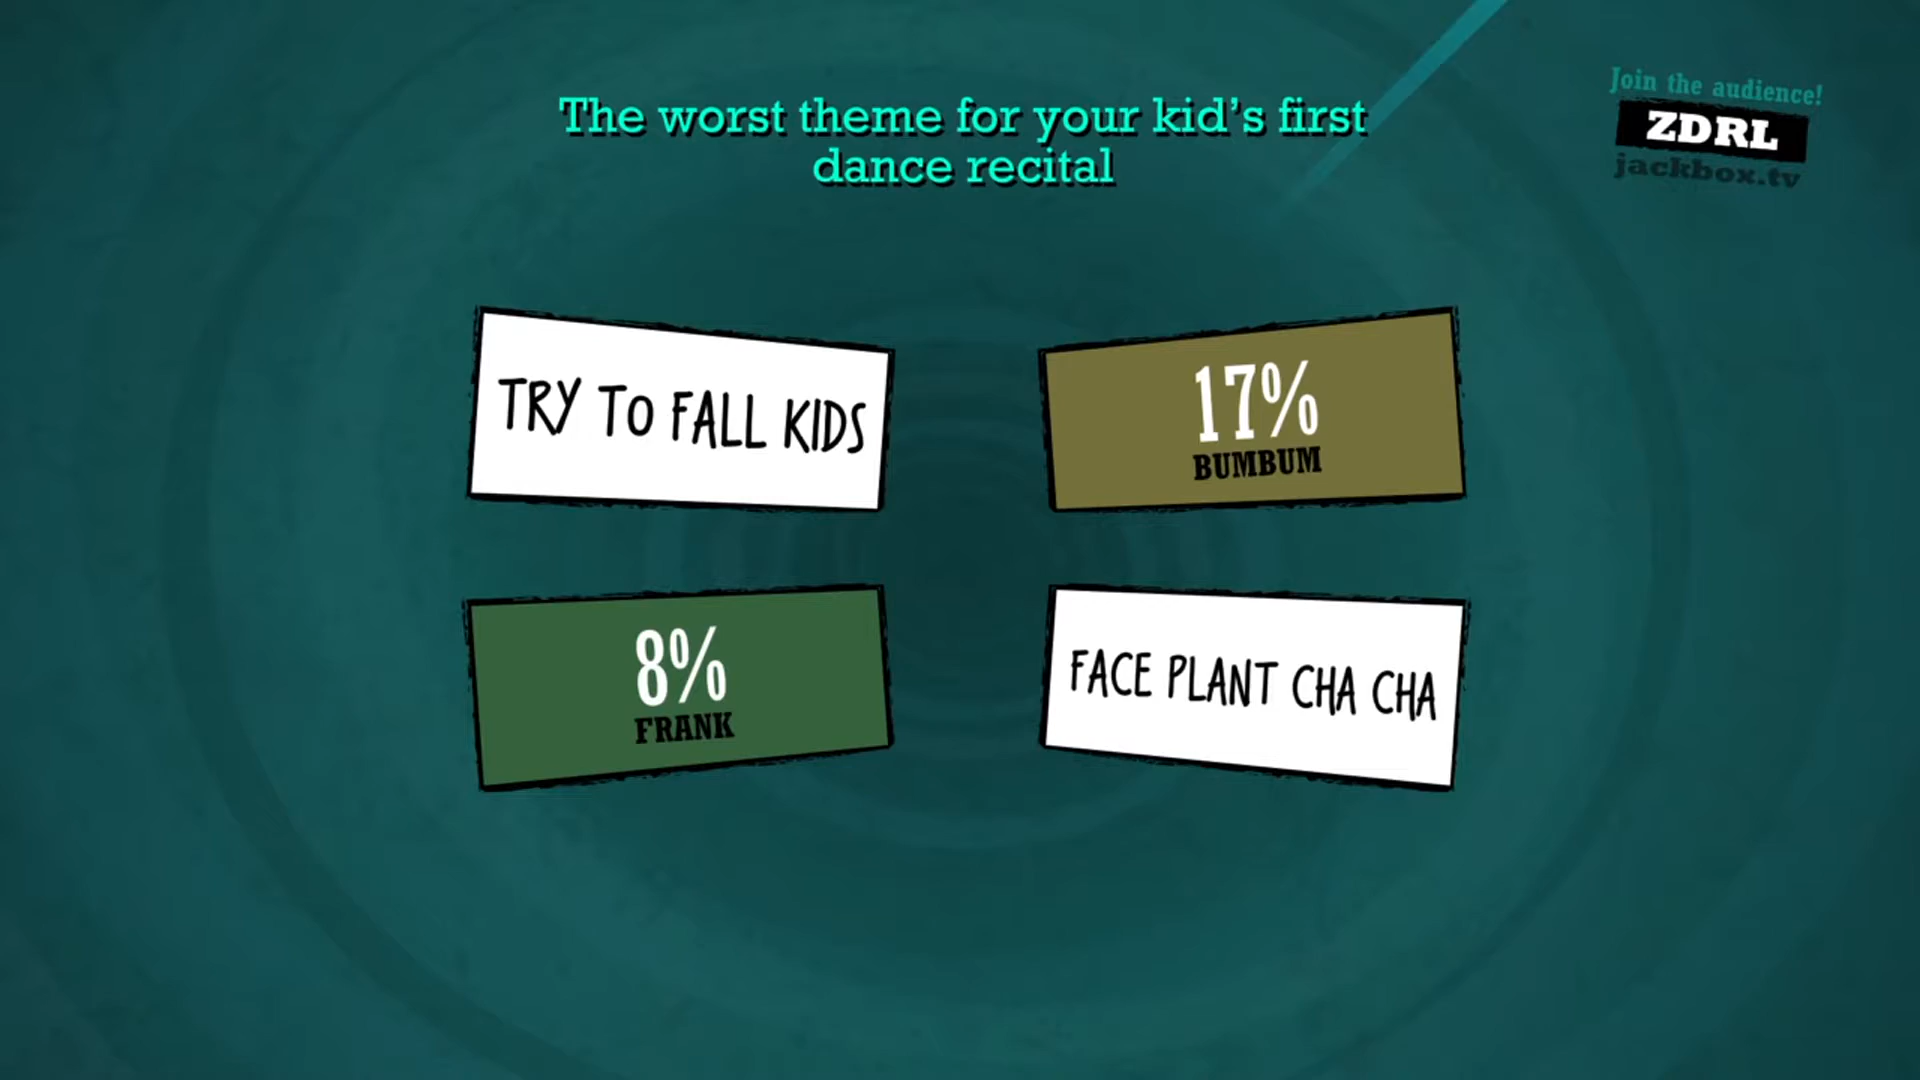 The worst theme for your kid's first
dance recital
Join the audience!
ZDRL
jackbox.tv
TRY TO FALL KIDS
17%
BUMBUM
8%
FRANK
FACE PLANT CHA CHA